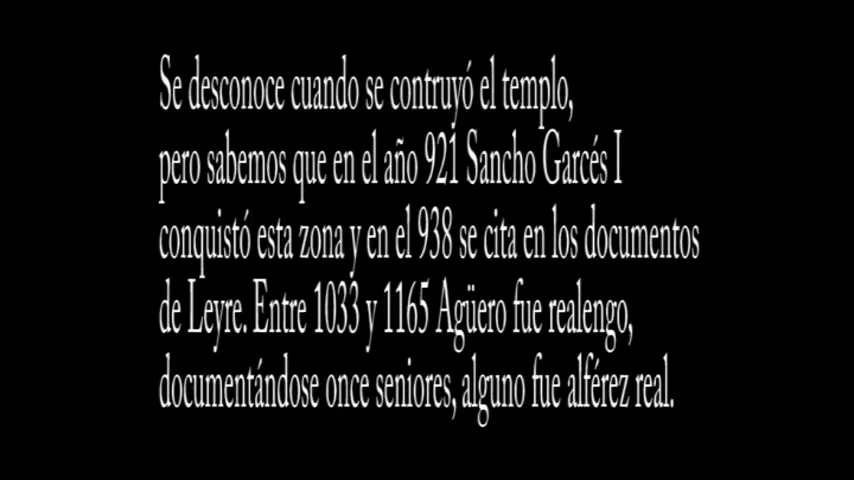 Se desconoce cuando se contruyó el templo,
pero sabemos que en el año 921 Sancho Garcés I
conquistó esta zona y en el 938 se cita en los documentos
de Leyre. Entre 1033 y 1165 Agüero fue realengo,
documentándose once seniores, alguno fue alférez real.